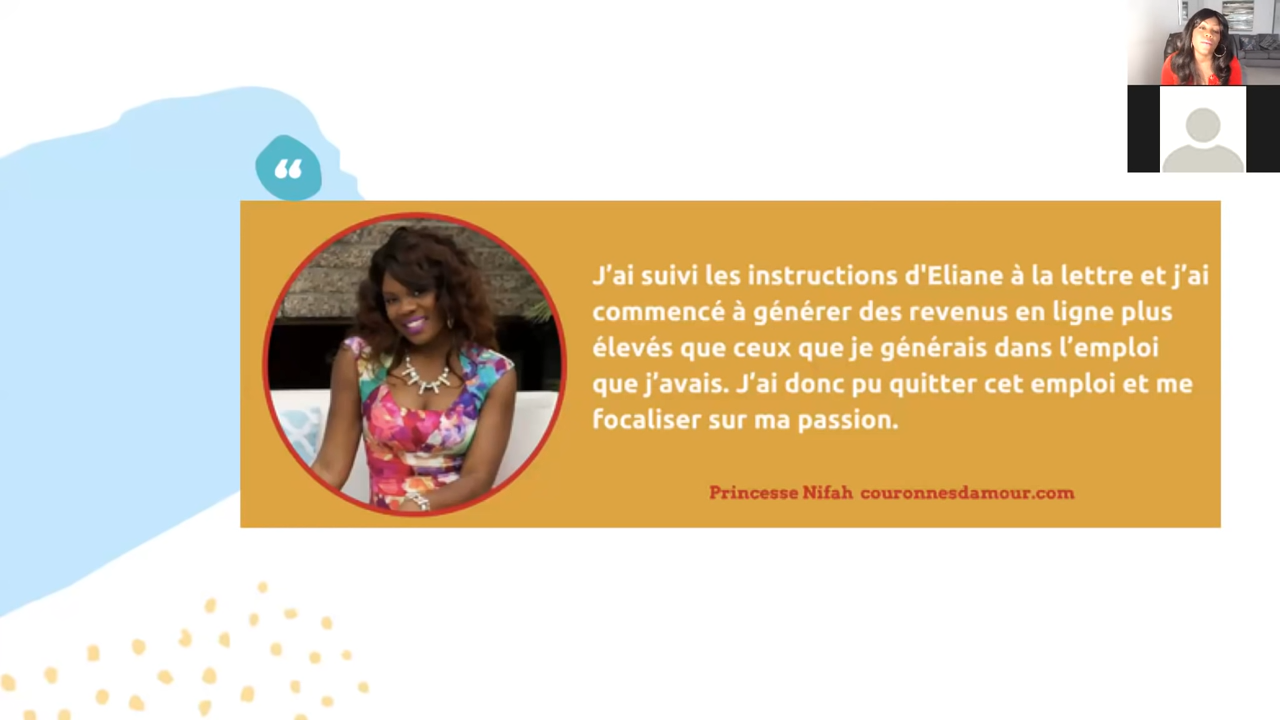 “
J’ai suivi les instructions d'Eliane à la lettre et j’ai
commencé à générer des revenus en ligne plus
élevés que ceux que je générais dans l’emploi
que j’avais. J’ai donc pu quitter cet emploi et me
focaliser sur ma passion.
Princesse Nifah couronnesdamour.com